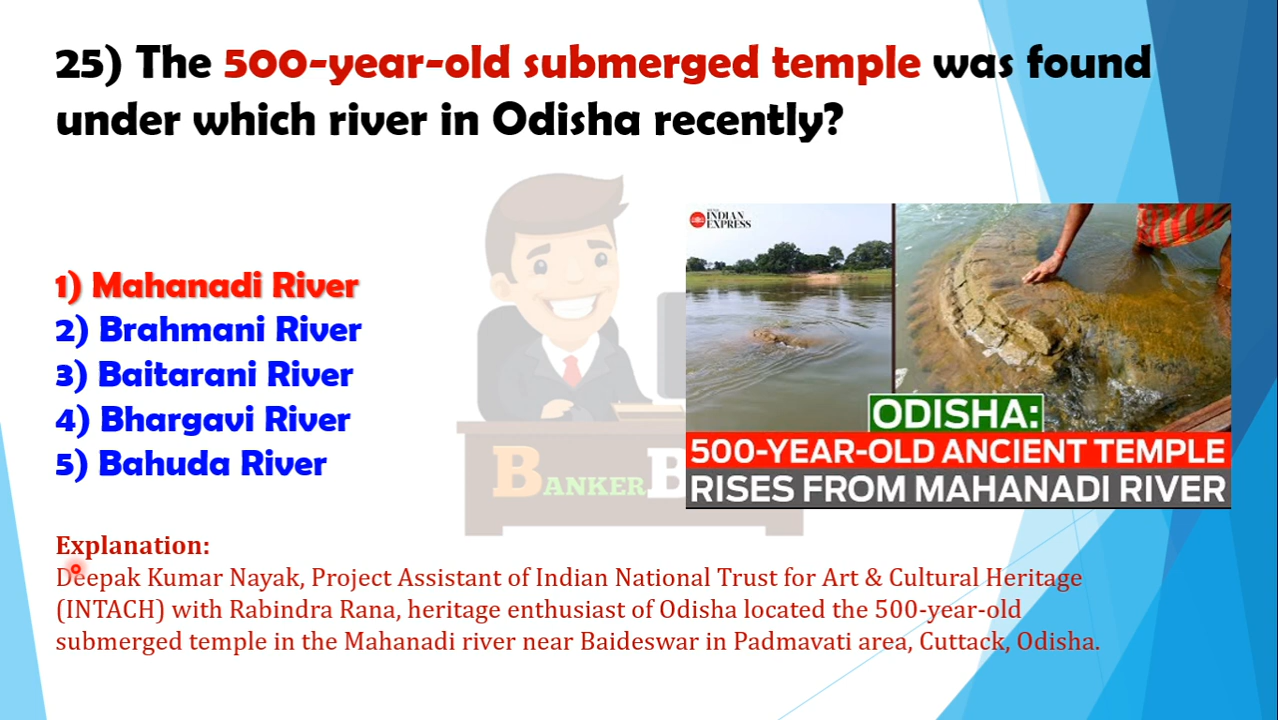 25) The 500-year-old submerged temple was found
under which river in Odisha recently?
INDIAN
EXPRESS
1) Mahanadi River
2) Brahmani River
3) Baitarani River
4) Bhargavi River
5) Bahuda River
BANKER B
ODISHA:
500-YEAR-OLD ANCIENT TEMPLE
RISES FROM MAHANADI RIVER
Explanation:
Deepak Kumar Nayak, Project Assistant of Indian National Trust for Art & Cultural Heritage
(INTACH) with Rabindra Rana, heritage enthusiast of Odisha located the 500-year-old
submerged temple in the Mahanadi river near Baideswar in Padmavati area, Cuttack, Odisha.